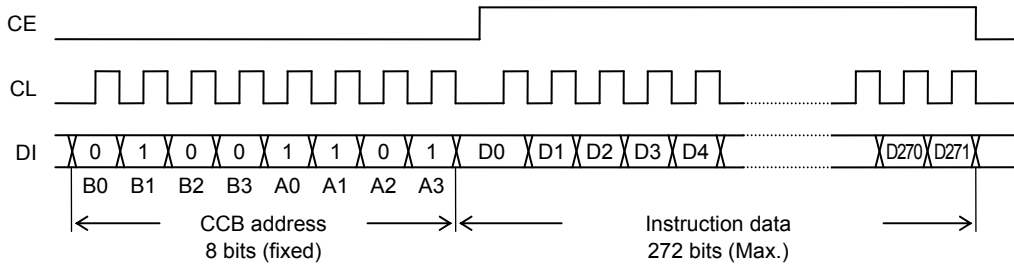 CE
CL
DI 0 1 0 0 1 1 0 1 D0 D1 D2 D3 D4 D270 D271
B0 B1 B2 B3 A0 A1 A2 A3
CCB address Instruction data
8 bits (fixed) 272 bits (Max.)